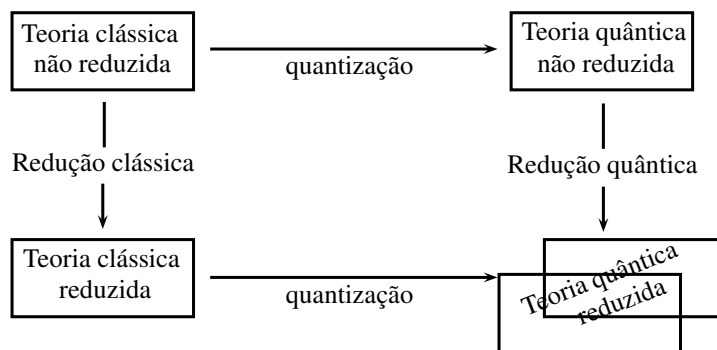 Teoria clássica
não reduzida
quantização
Teoria quântica
não reduzida
Redução clássica
Redução quântica
Teoria clássica
reduzida
quantização
Teoria quântica
reduzida